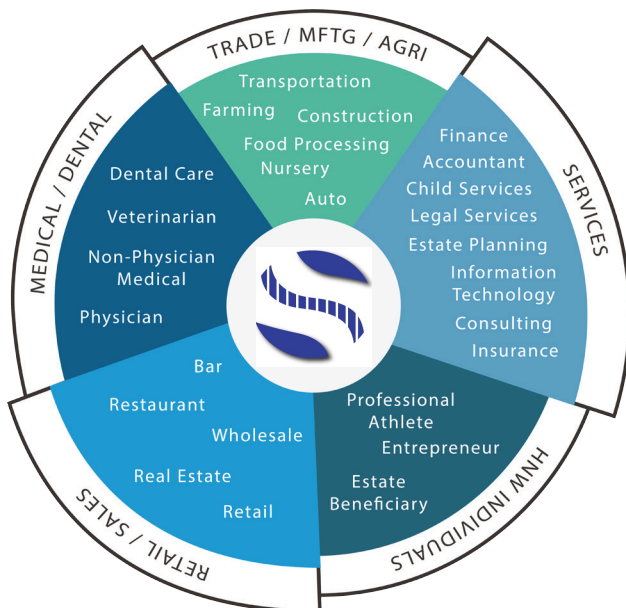 TRADE / MFTG / AGRI
Transportation
Farming
Construction
Food Processing
Nursery
Auto
SERVICES
Finance
Accountant
Child Services
Legal Services
Estate Planning
Information
Technology
Consulting
Insurance
HNW INDIVIDUALS
Professional
Athlete
Entrepreneur
Estate
Beneficiary
RETAIL / SALES
Bar
Restaurant
Wholesale
Real Estate
Retail
MEDICAL / DENTAL
Dental Care
Veterinarian
Non-Physician
Medical
Physician